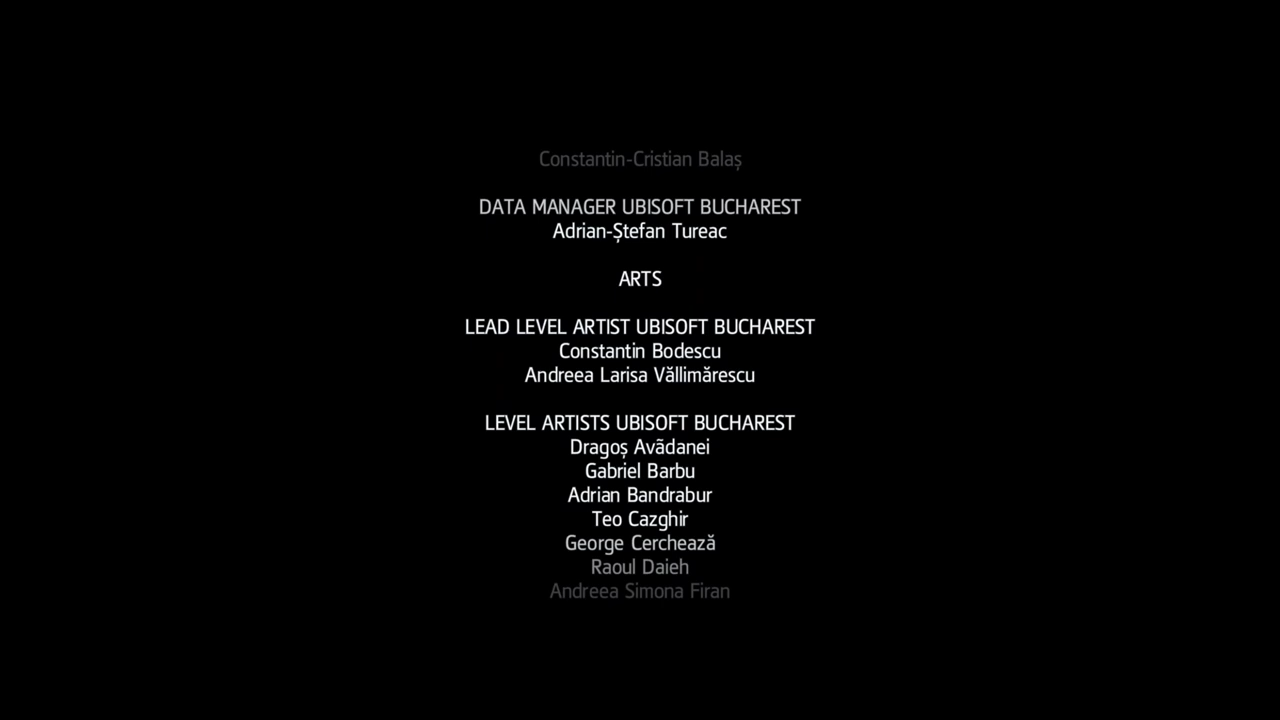 Constantin-Cristian Balaș
DATA MANAGER UBISOFT BUCHAREST
Adrian-Ștefan Tureac
ARTS
LEAD LEVEL ARTIST UBISOFT BUCHAREST
Constantin Bodescu
Andreea Larisa Văllimărescu
LEVEL ARTISTS UBISOFT BUCHAREST
Dragoș Avãdanei
Gabriel Barbu
Adrian Bandrabur
Teo Cazghir
George Cerchează
Raoul Daieh
Andreea Simona Firan